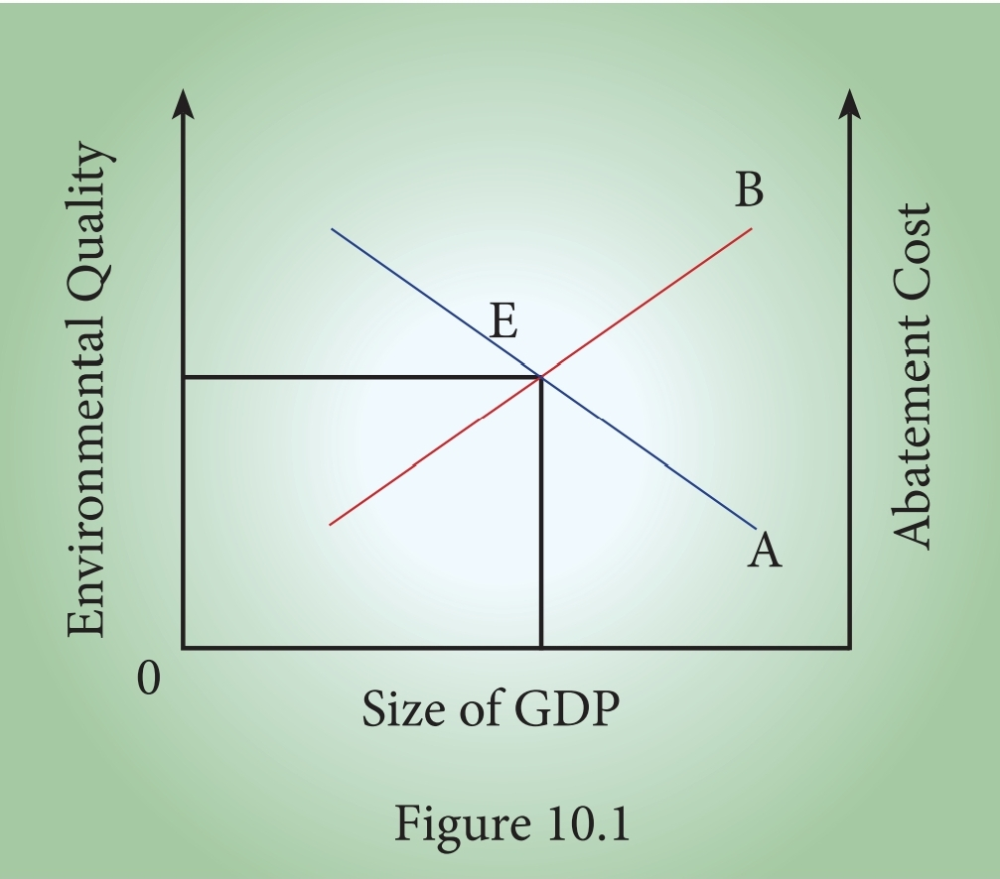 Environmental Quality
B
E
Abatement Cost
A
0
Size of GDP
Figure 10.1